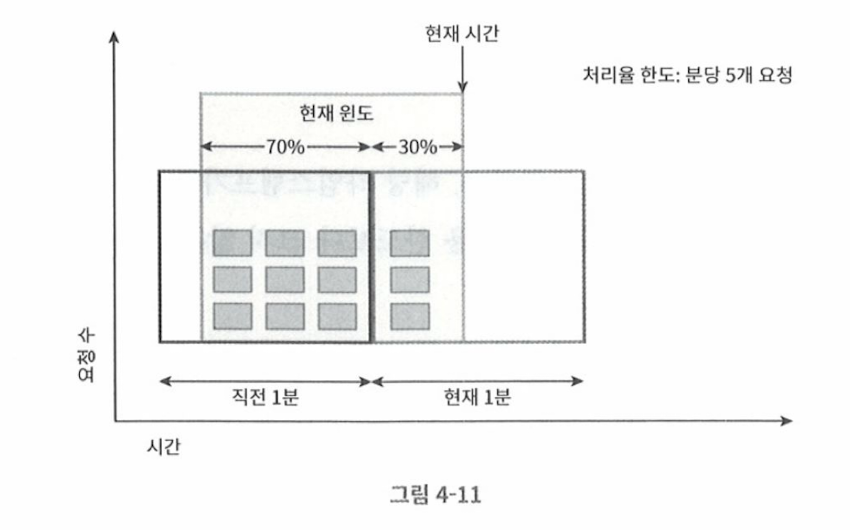 현재 시간
처리율 한도: 분당 5개 요청
현재 윈도
70%
30%
요청 수
직전 1분
현재 1분
시간
그림 4-11